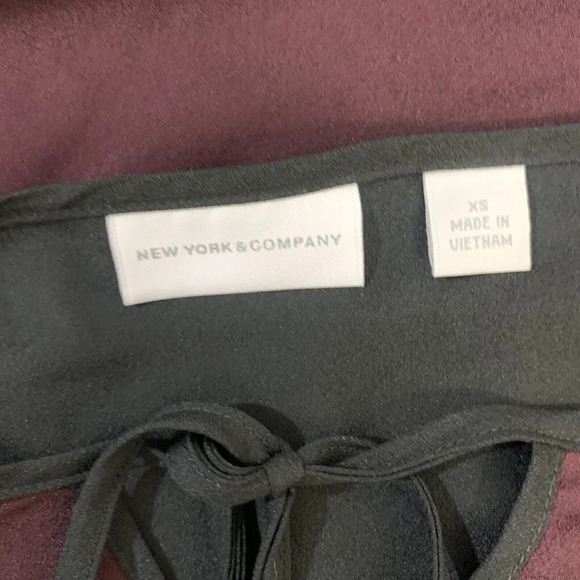 NEW YORK & COMPANY
XS
MADE IN
VIETNAM